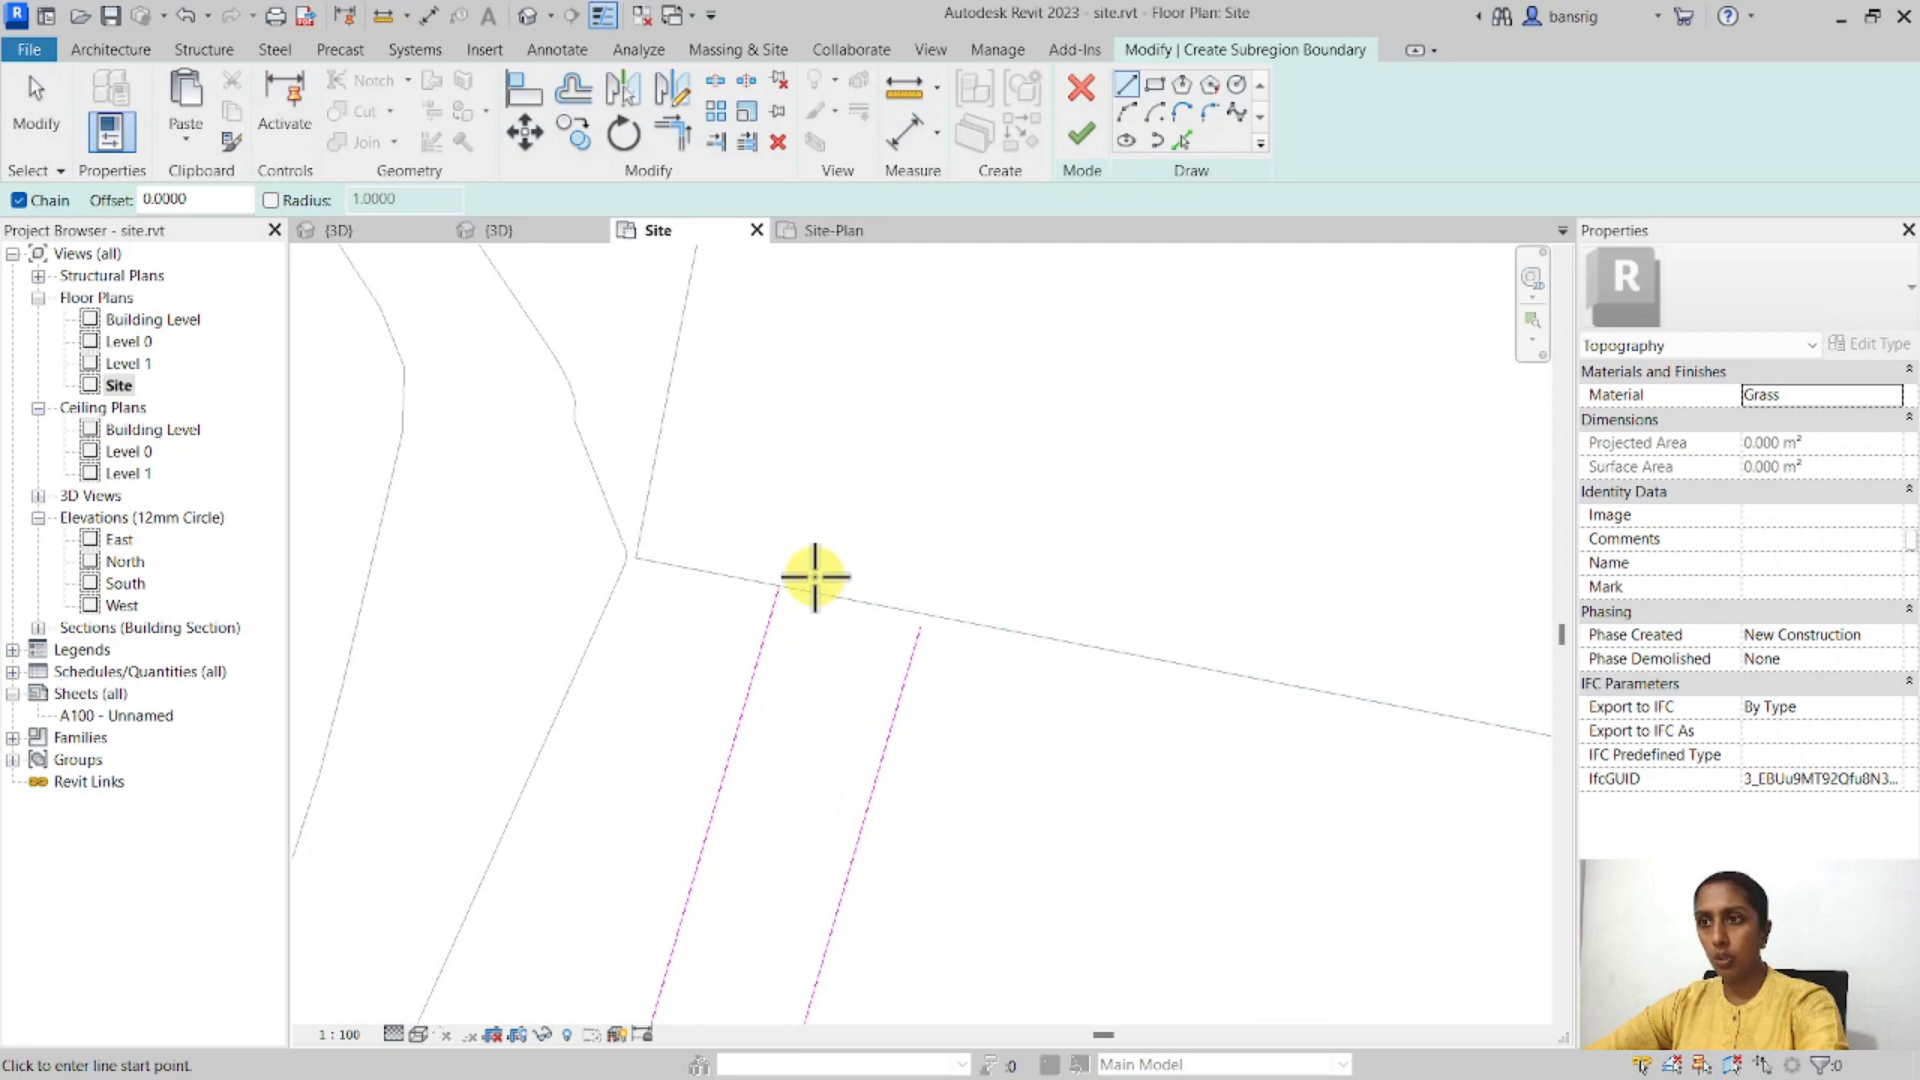 Autodesk Revit 2023 - site.rvt - Floor Plan: Site
bansrig
File Architecture Structure Steel Precast Systems Insert Annotate Analyze Massing & Site Collaborate View Manage Add-Ins Modify | Create Subregion Boundary
Modify
Paste
Activate
Notch
Cut
Join
Select Properties Clipboard Controls Geometry Modify View Measure Create Mode Draw
Chain Offset: 0.0000 Radius: 1.0000
Project Browser - site.rvt
{3D} {3D} Site Site-Plan
Properties
Views (all)
Structural Plans
Floor Plans
Building Level
Level 0
Level 1
Site
Ceiling Plans
Building Level
Level 0
Level 1
3D Views
Elevations (12mm Circle)
East
North
South
West
Sections (Building Section)
Legends
Schedules/Quantities (all)
Sheets (all)
A100 - Unnamed
Families
Groups
Revit Links
R
Topography Edit Type
Materials and Finishes
Material Grass
Dimensions
Projected Area 0.000 m²
Surface Area 0.000 m²
Identity Data
Image
Comments
Name
Mark
Phasing
Phase Created New Construction
Phase Demolished None
IFC Parameters
Export to IFC By Type
Export to IFC As
IFC Predefined Type
IfcGUID 3_EBUu9MT92Qfu8N3...
1 : 100
Click to enter line start point.
:0
Main Model
:0